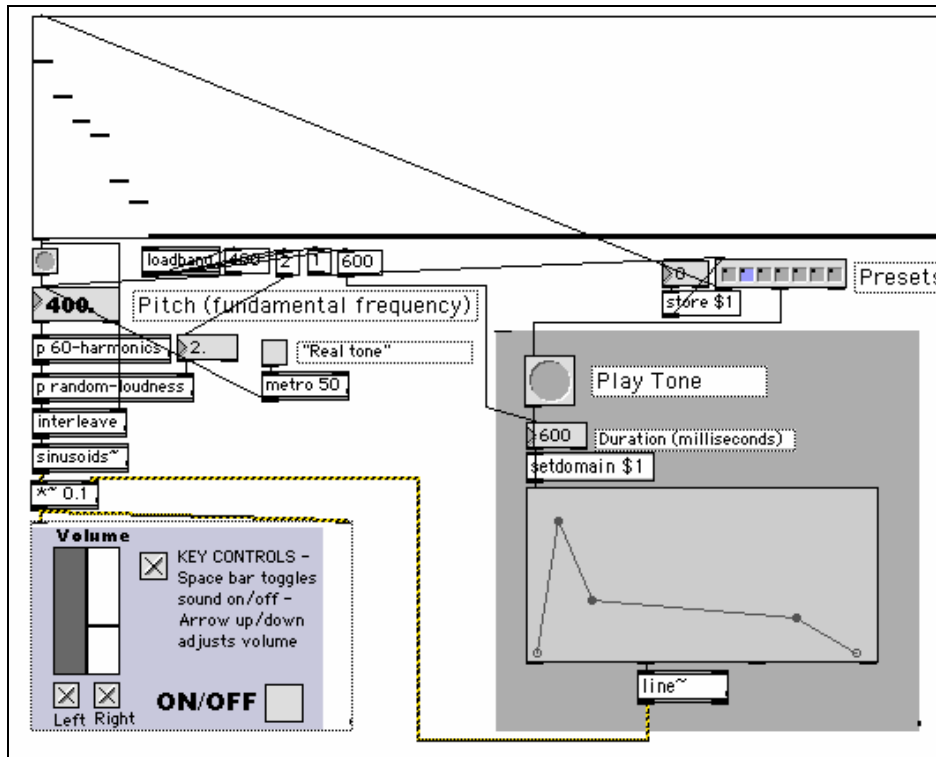 loadbang
400
2
1
600
0
Presets
400.
Pitch (fundamental frequency)
store $1
p 60-harmonics
2.
"Real tone"
p random-loudness
metro 50
Play Tone
interleave
600
Duration (milliseconds)
sinusoids~
setdomain $1
*~ 0.1
Volume
KEY CONTROLS -
Space bar toggles
sound on/off -
Arrow up/down
adjusts volume
line~
ON/OFF
Left Right